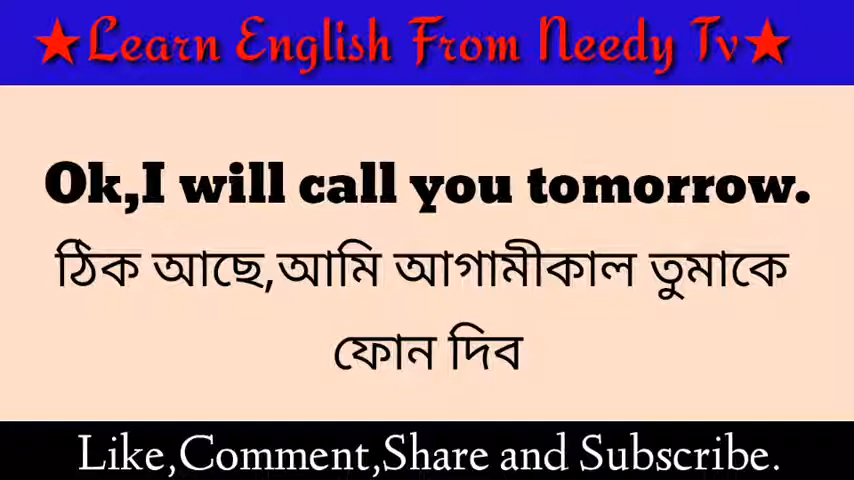 ★Learn English From Needy Tv★
Ok,I will call you tomorrow.
ঠিক আছে,আমি আগামীকাল তুমাকে
ফোন দিব
Like,Comment,Share and Subscribe.